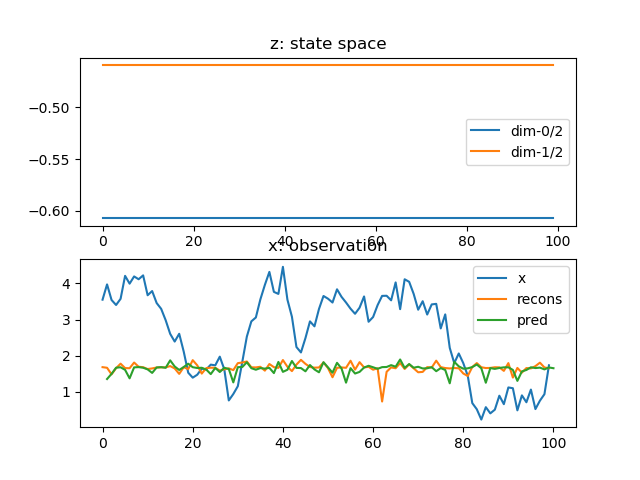 z: state space
−0.50
−0.55
−0.60
dim-0/2
dim-1/2
0 20 40 60 80 100
x: observation
4
3
2
1
x
recons
pred
0 20 40 60 80 100